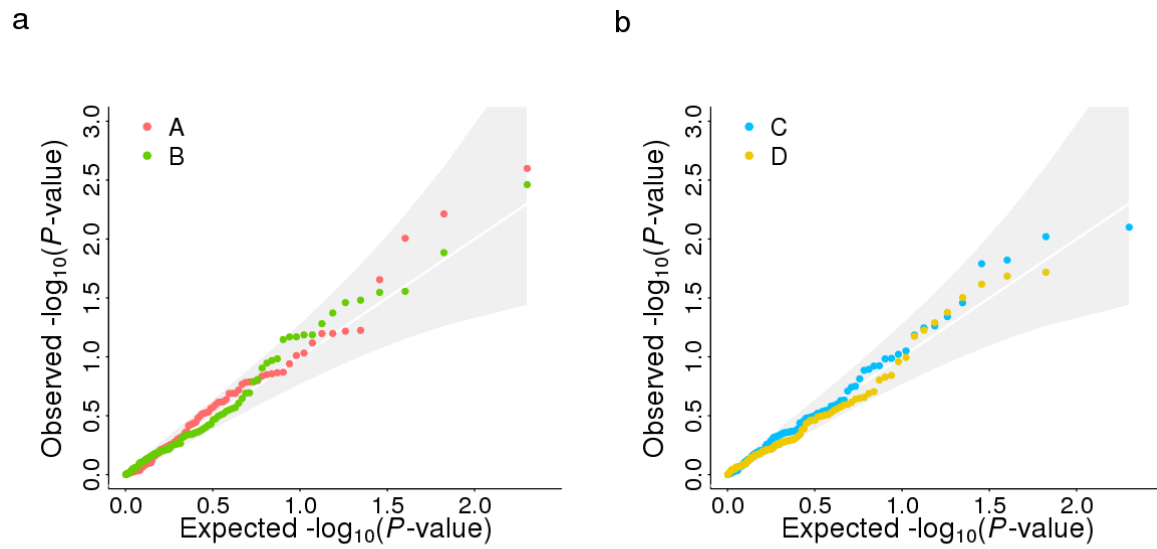 a
A
B
Observed -log₁₀(P-value)
0.0 0.5 1.0 1.5 2.0 2.5 3.0
0.0 0.5 1.0 1.5 2.0
Expected -log₁₀(P-value)
b
C
D
Observed -log₁₀(P-value)
0.0 0.5 1.0 1.5 2.0 2.5 3.0
0.0 0.5 1.0 1.5 2.0
Expected -log₁₀(P-value)